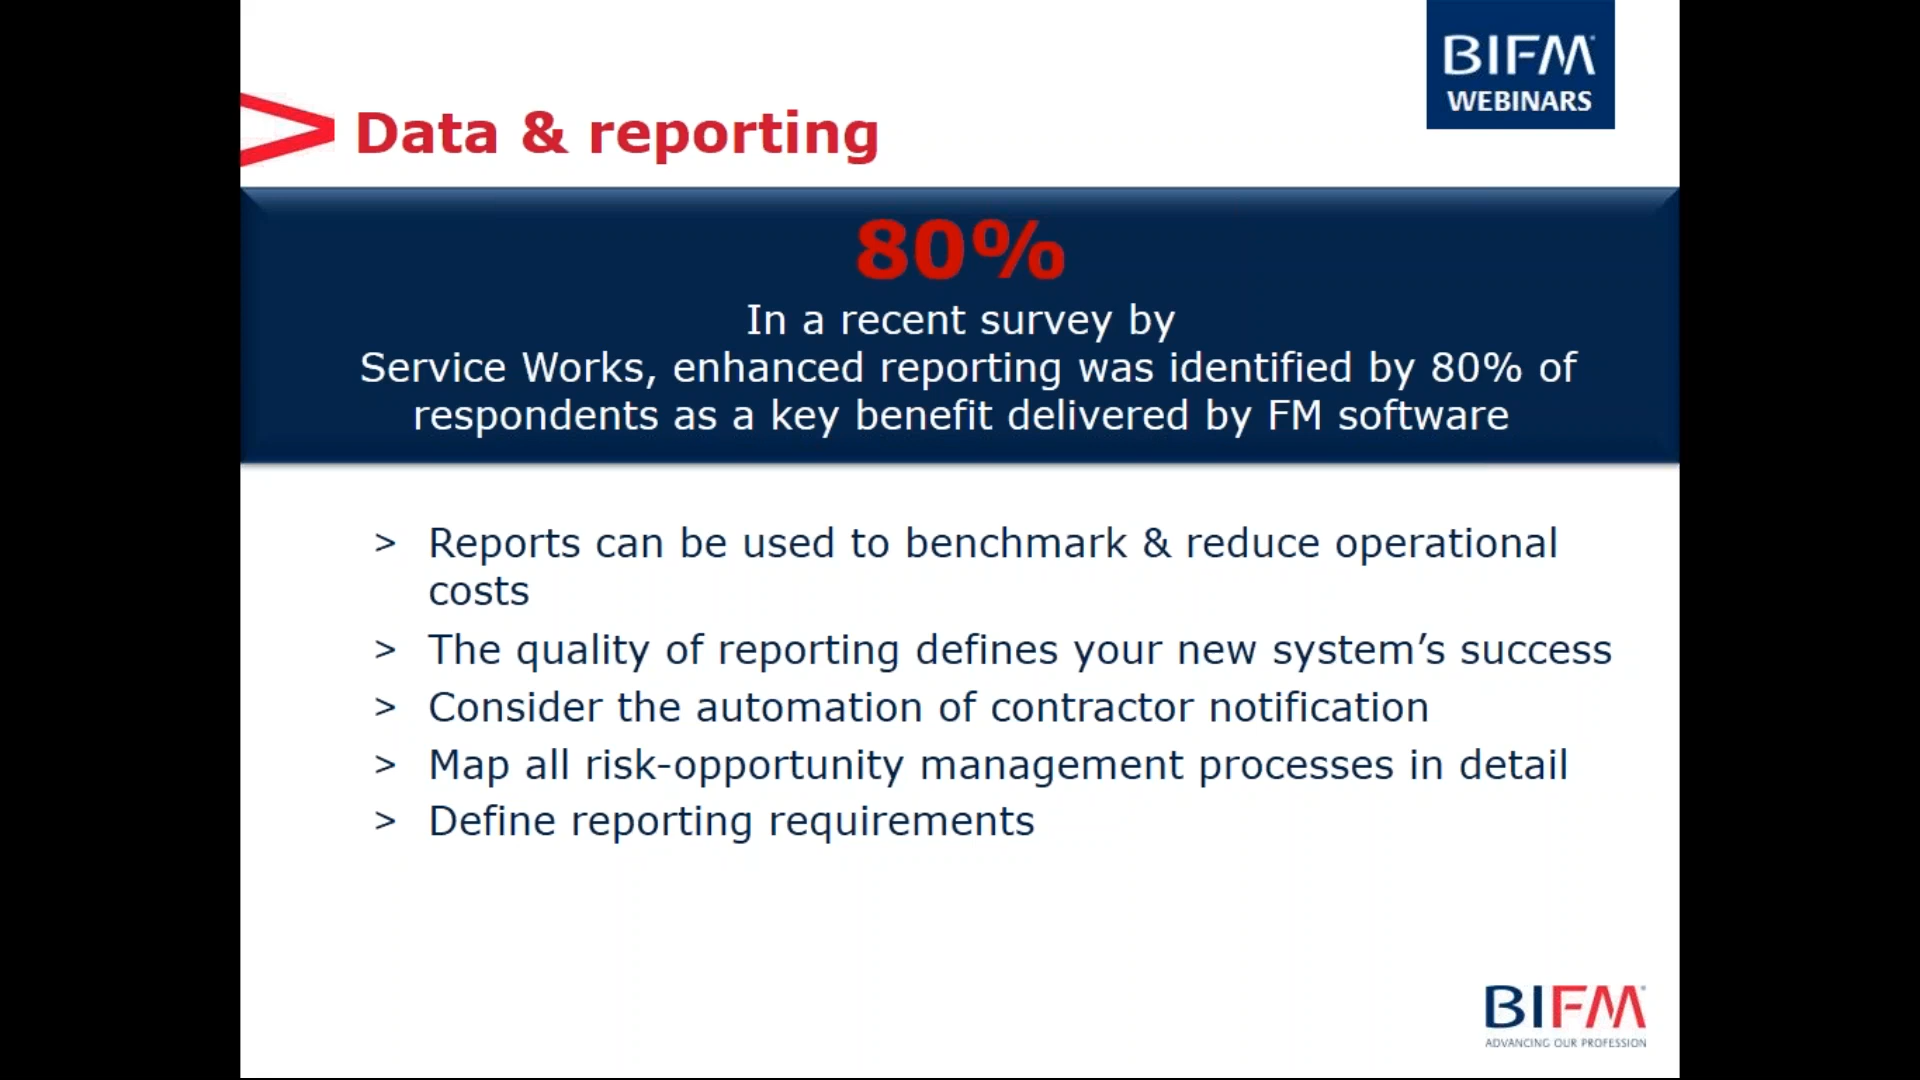 BIFM
WEBINARS
> Data & reporting
80%
In a recent survey by
Service Works, enhanced reporting was identified by 80% of
respondents as a key benefit delivered by FM software
> Reports can be used to benchmark & reduce operational
costs
> The quality of reporting defines your new system’s success
> Consider the automation of contractor notification
> Map all risk-opportunity management processes in detail
> Define reporting requirements
BIFM
ADVANCING OUR PROFESSION